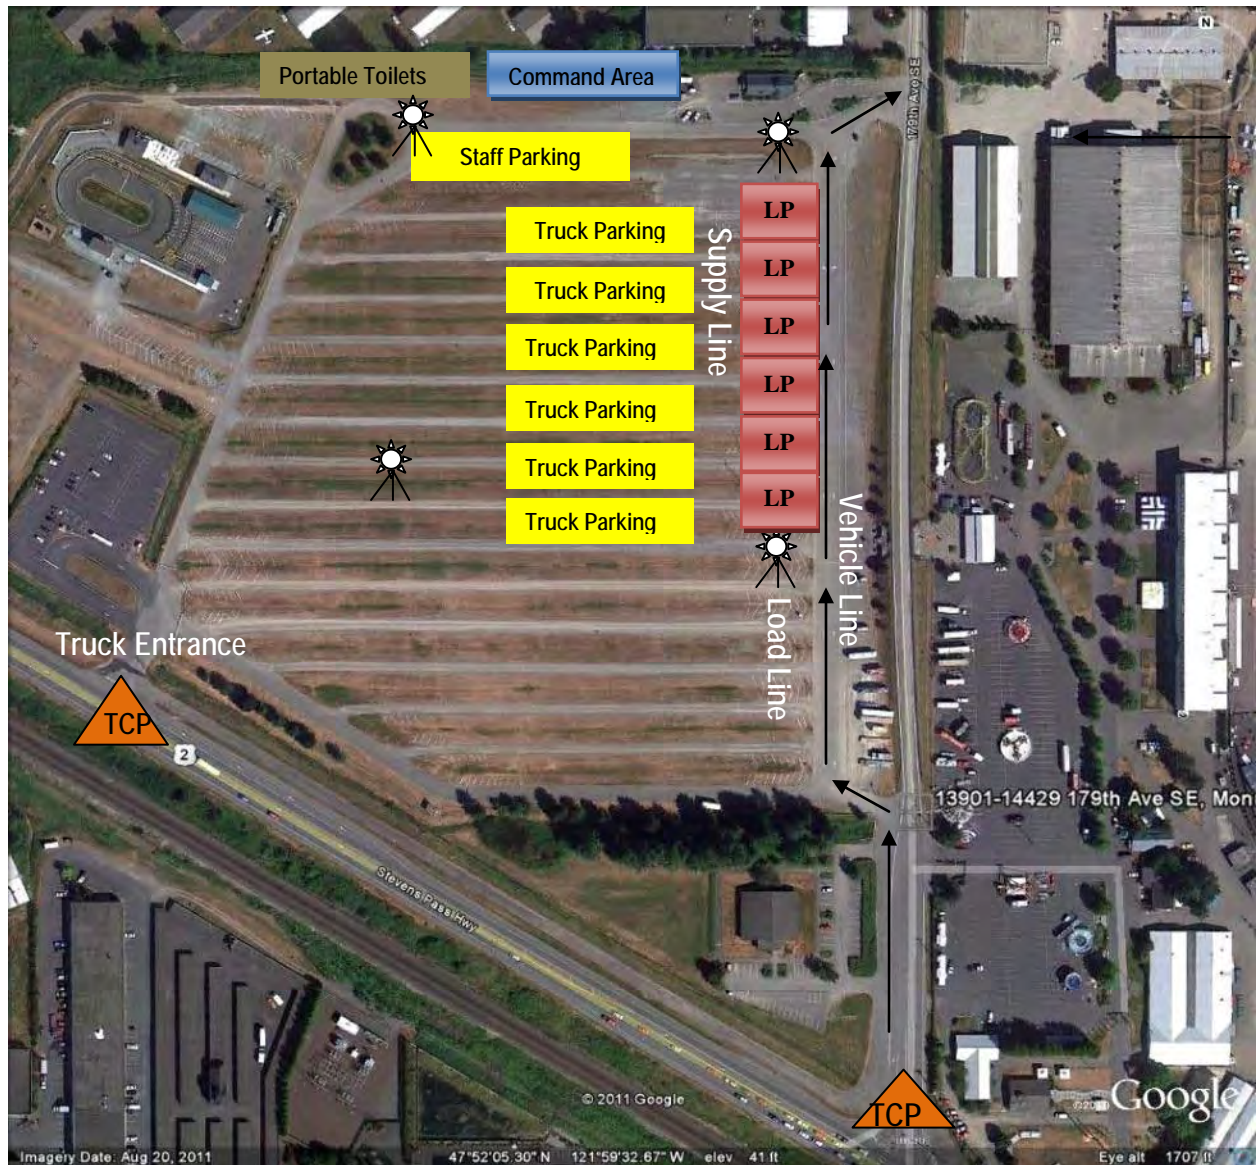 N
Portable Toilets
Command Area
179th Ave SE
Staff Parking
LP
Truck Parking
Supply Line
LP
Truck Parking
LP
Truck Parking
LP
Truck Parking
LP
Truck Parking
LP
Truck Parking
Vehicle Line
Load Line
Truck Entrance
TCP
2
13901-14429 179th Ave SE, Mon
Stevens Pass Hwy
© 2011 Google
Google
TCP
Imagery Date: Aug 20, 2011
47°52'05.30" N 121°59'32.67" W elev 41 ft
Eye alt 1707 ft